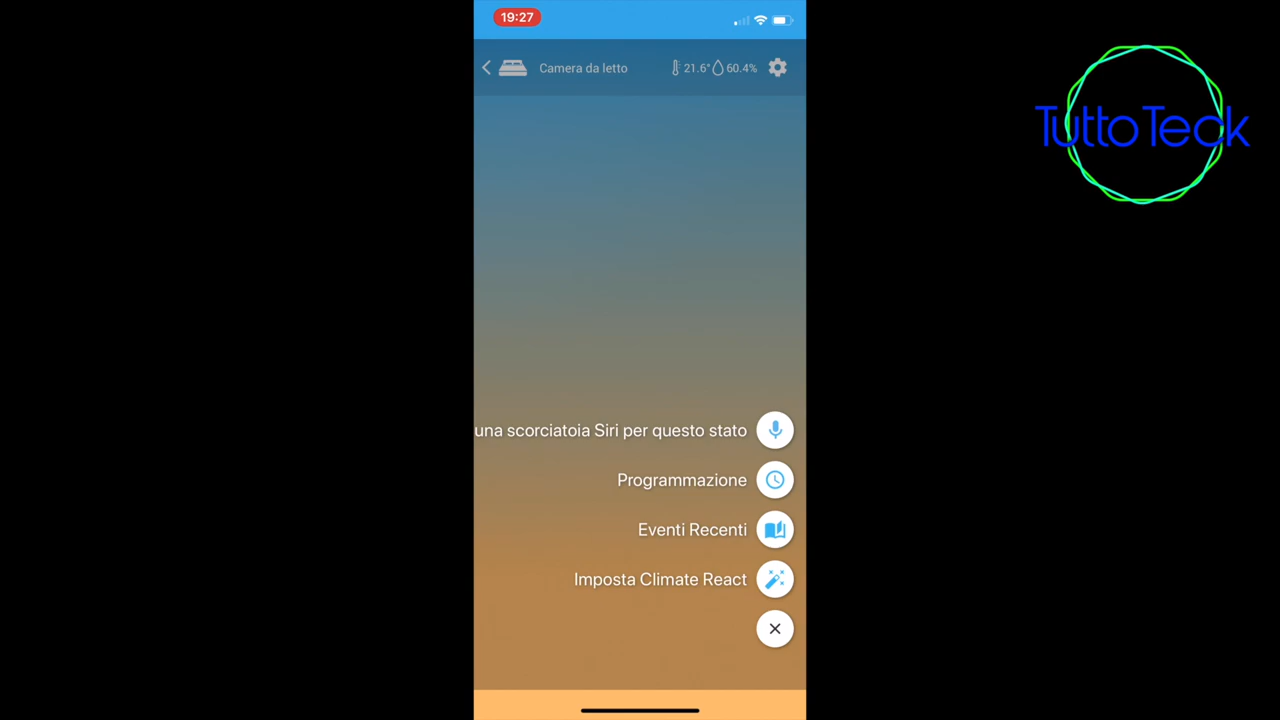 19:27
Camera da letto 21.6° 60.4%
TuttoTeck
una scorciatoia Siri per questo stato
Programmazione
Eventi Recenti
Imposta Climate React